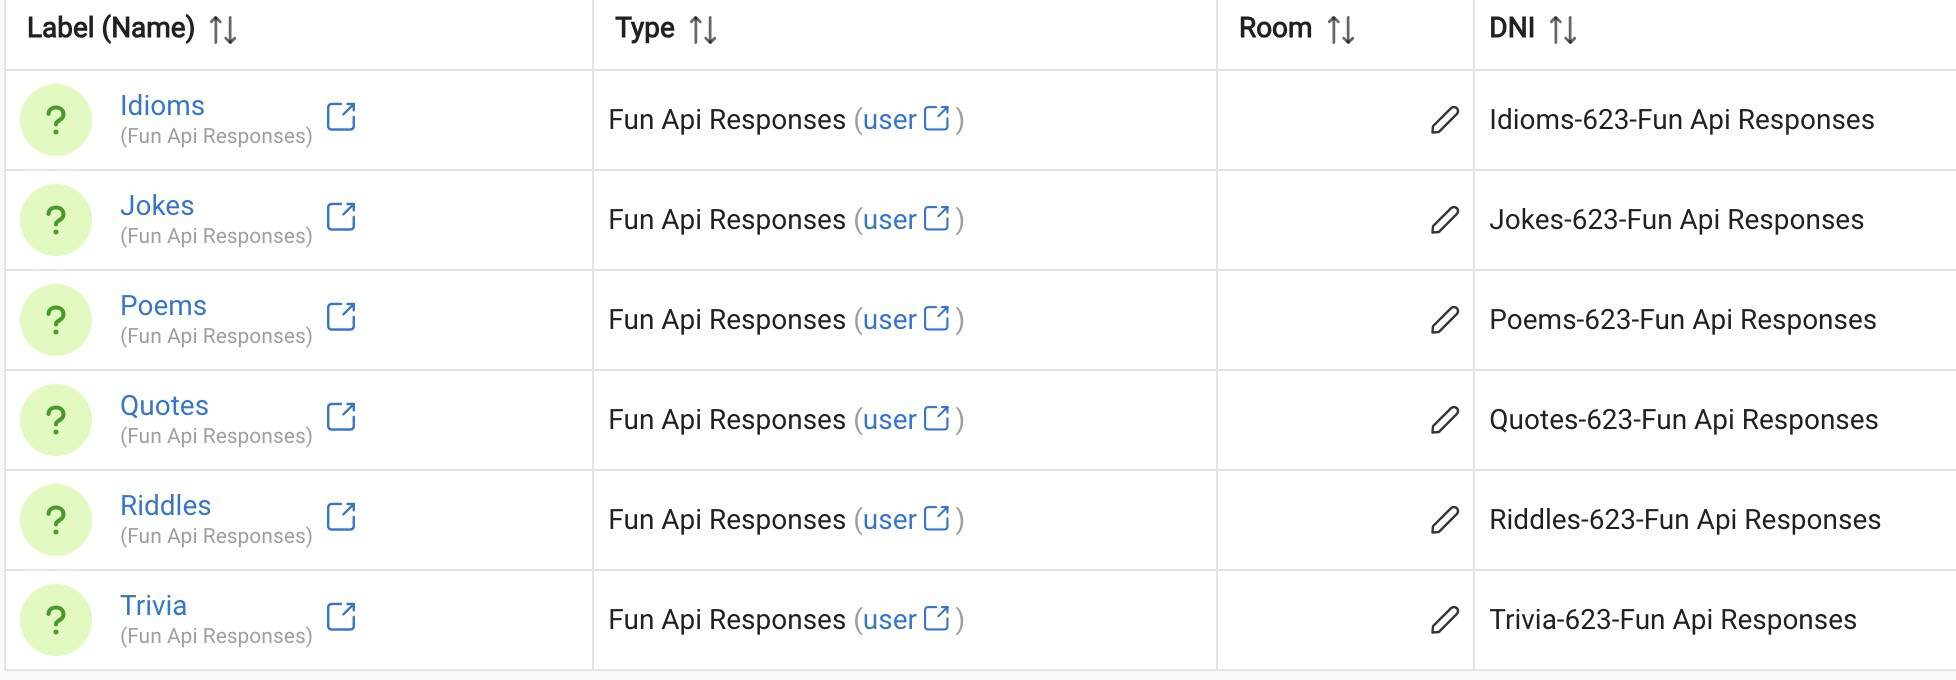 Label (Name) Type Room DNI
? Idioms
(Fun Api Responses) Fun Api Responses (user ) Idioms-623-Fun Api Responses
? Jokes
(Fun Api Responses) Fun Api Responses (user ) Jokes-623-Fun Api Responses
? Poems
(Fun Api Responses) Fun Api Responses (user ) Poems-623-Fun Api Responses
? Quotes
(Fun Api Responses) Fun Api Responses (user ) Quotes-623-Fun Api Responses
? Riddles
(Fun Api Responses) Fun Api Responses (user ) Riddles-623-Fun Api Responses
? Trivia
(Fun Api Responses) Fun Api Responses (user ) Trivia-623-Fun Api Responses